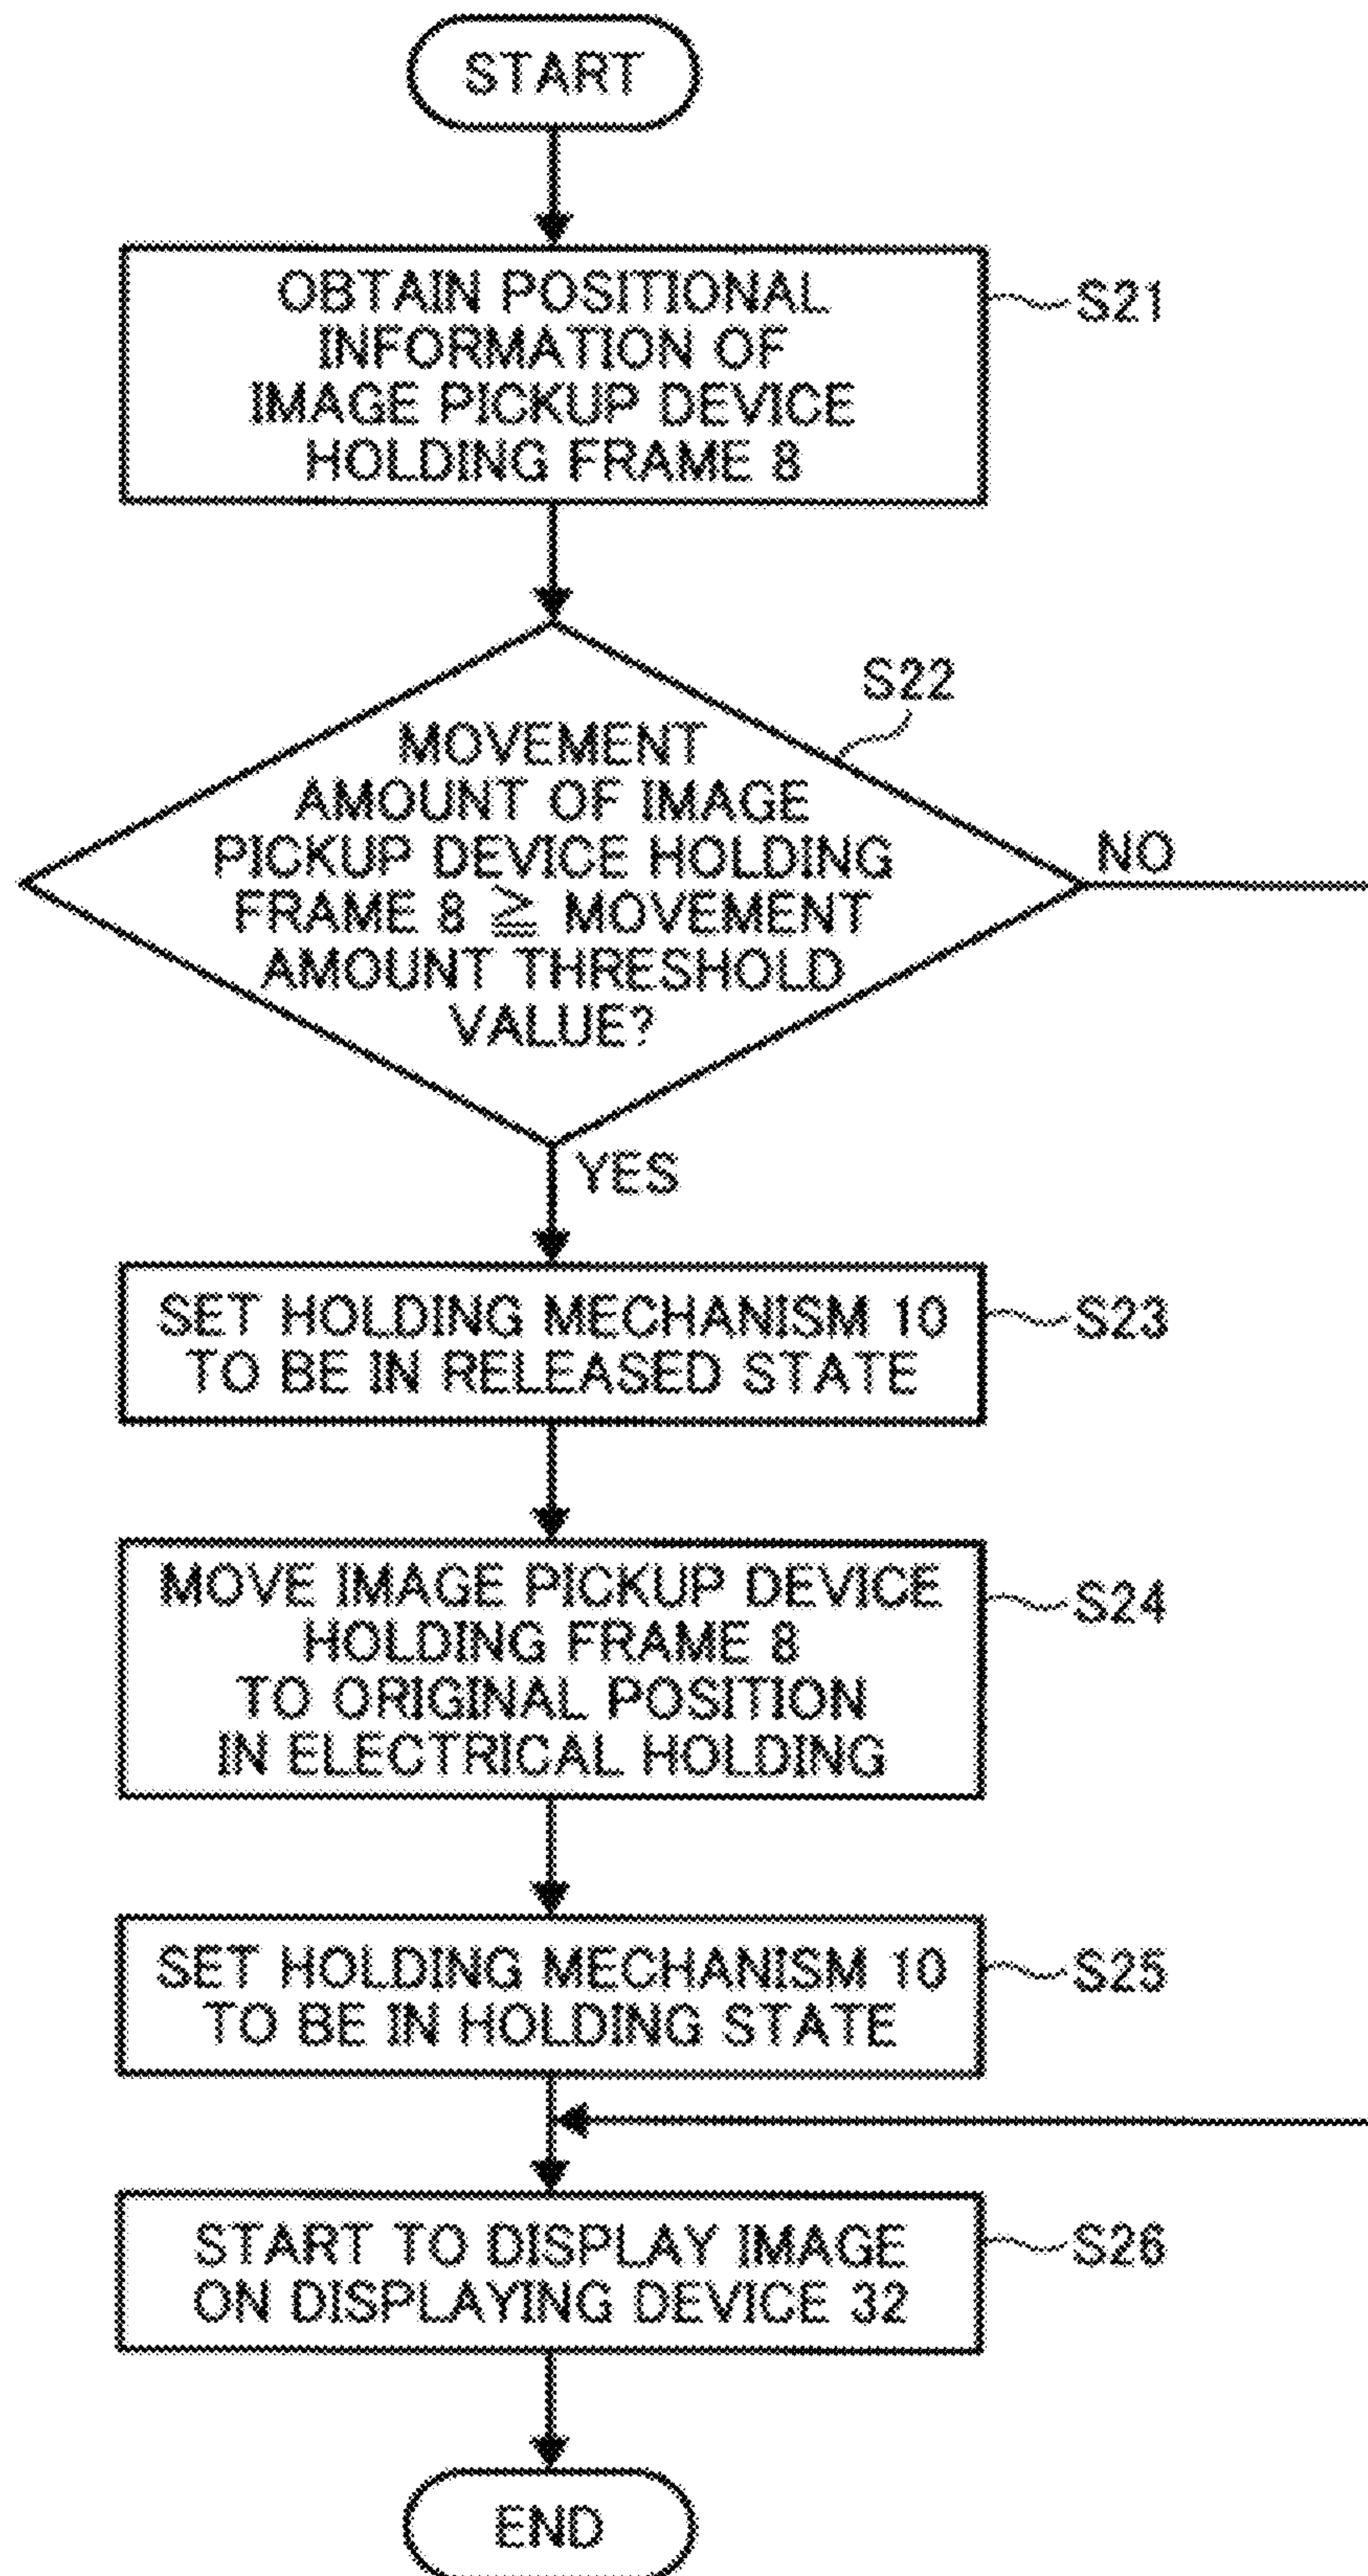 START
OBTAIN POSITIONAL
INFORMATION OF
IMAGE PICKUP DEVICE
HOLDING FRAME 8
S21
S22
MOVEMENT
AMOUNT OF IMAGE
PICKUP DEVICE HOLDING
FRAME 8 ≧ MOVEMENT
AMOUNT THRESHOLD
VALUE?
NO
YES
SET HOLDING MECHANISM 10
TO BE IN RELEASED STATE
S23
MOVE IMAGE PICKUP DEVICE
HOLDING FRAME 8
TO ORIGINAL POSITION
IN ELECTRICAL HOLDING
S24
SET HOLDING MECHANISM 10
TO BE IN HOLDING STATE
S25
START TO DISPLAY IMAGE
ON DISPLAYING DEVICE 32
S26
END